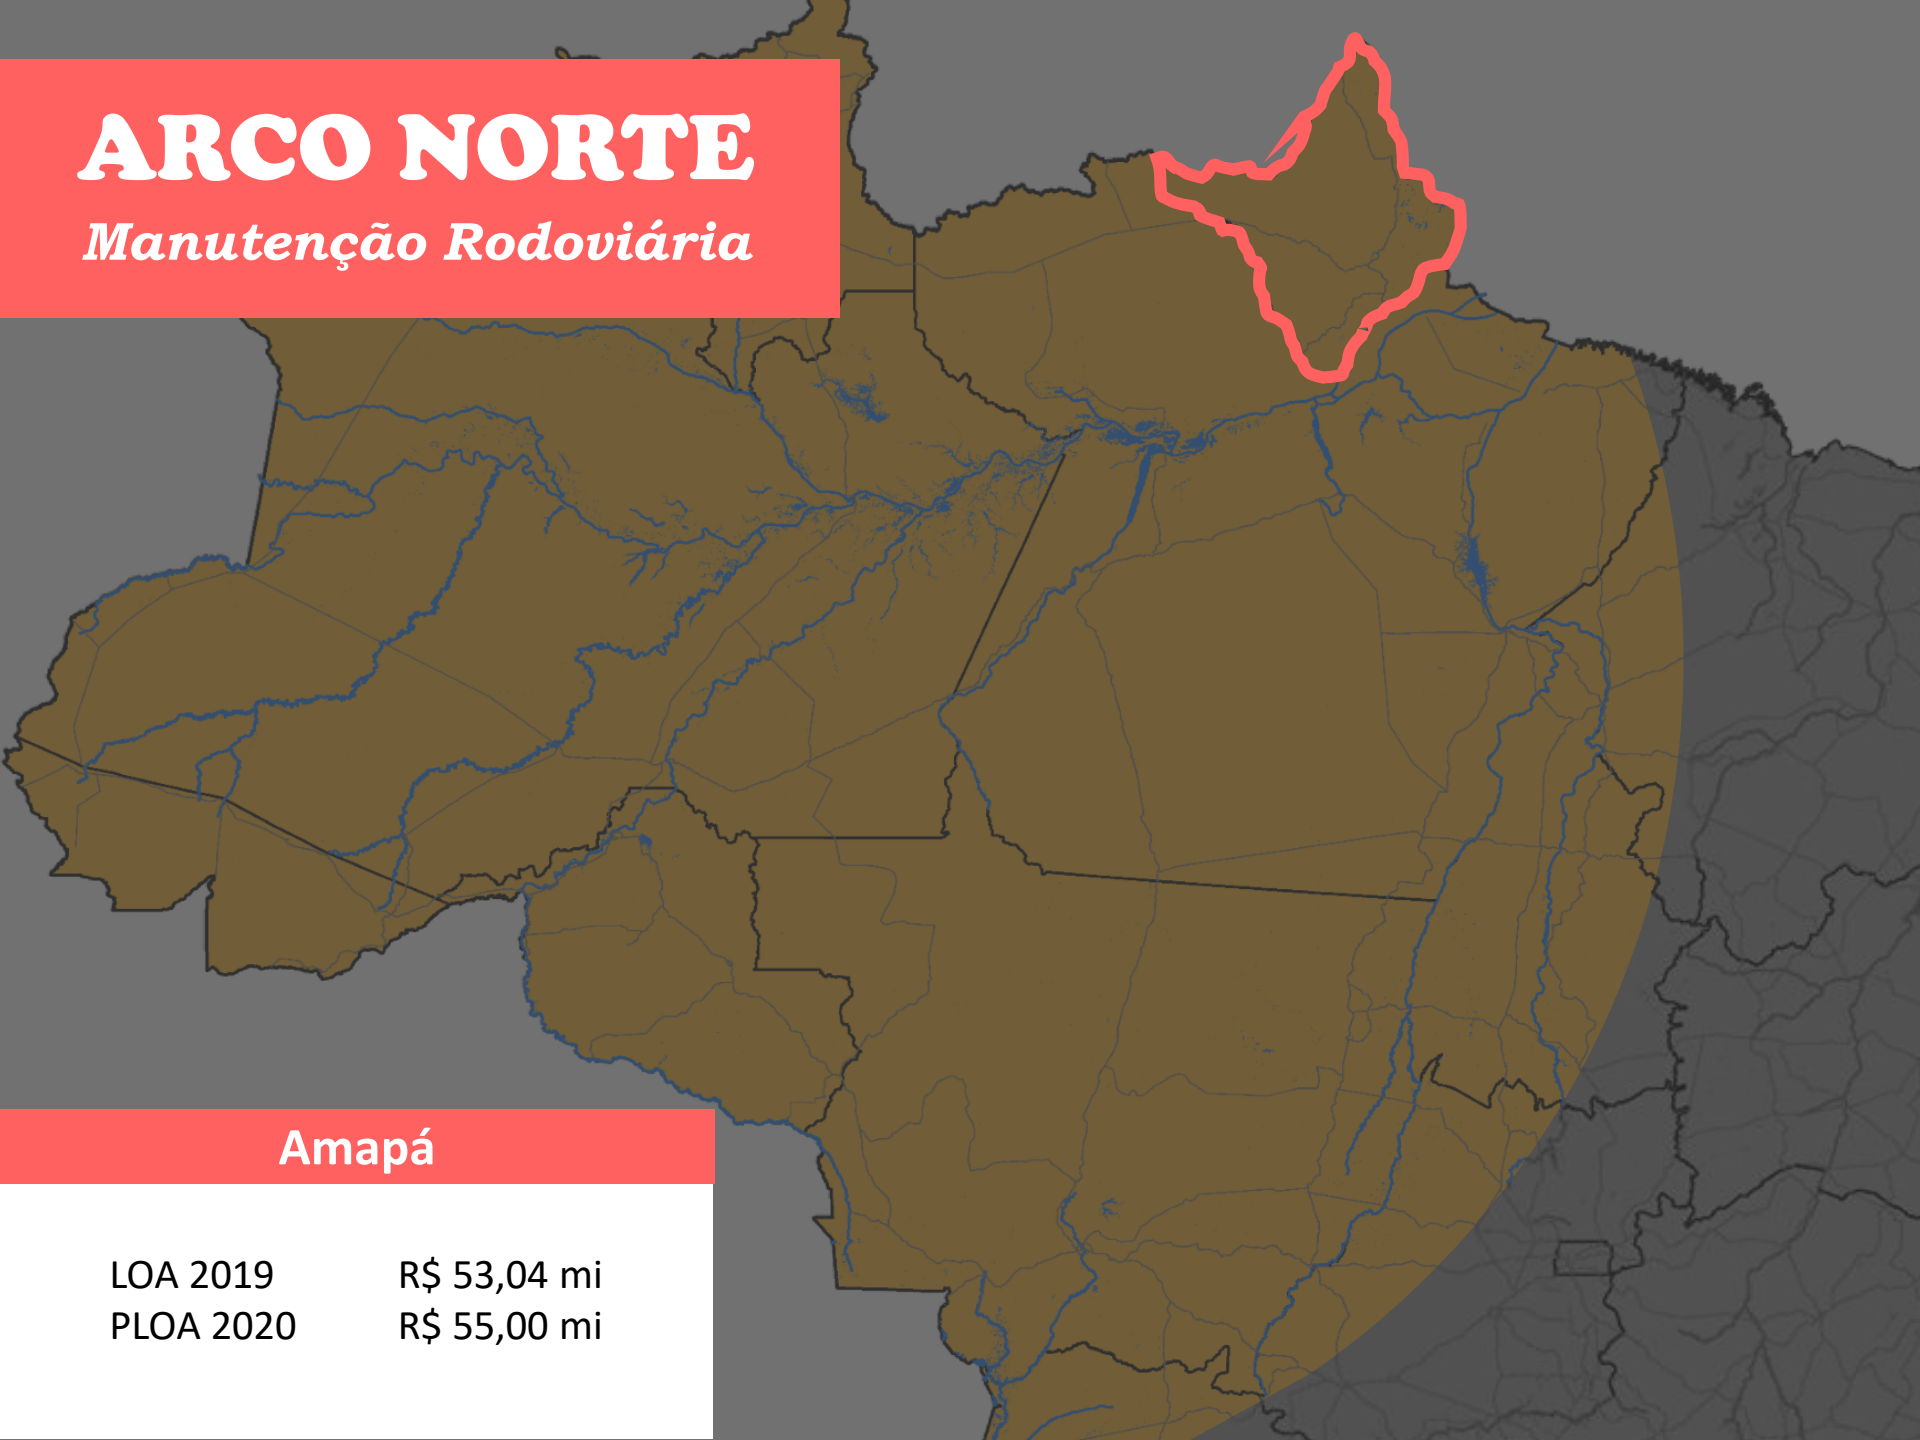 ARCO NORTE
Manutenção Rodoviária
Amapá
LOA 2019 R$ 53,04 mi
PLOA 2020 R$ 55,00 mi